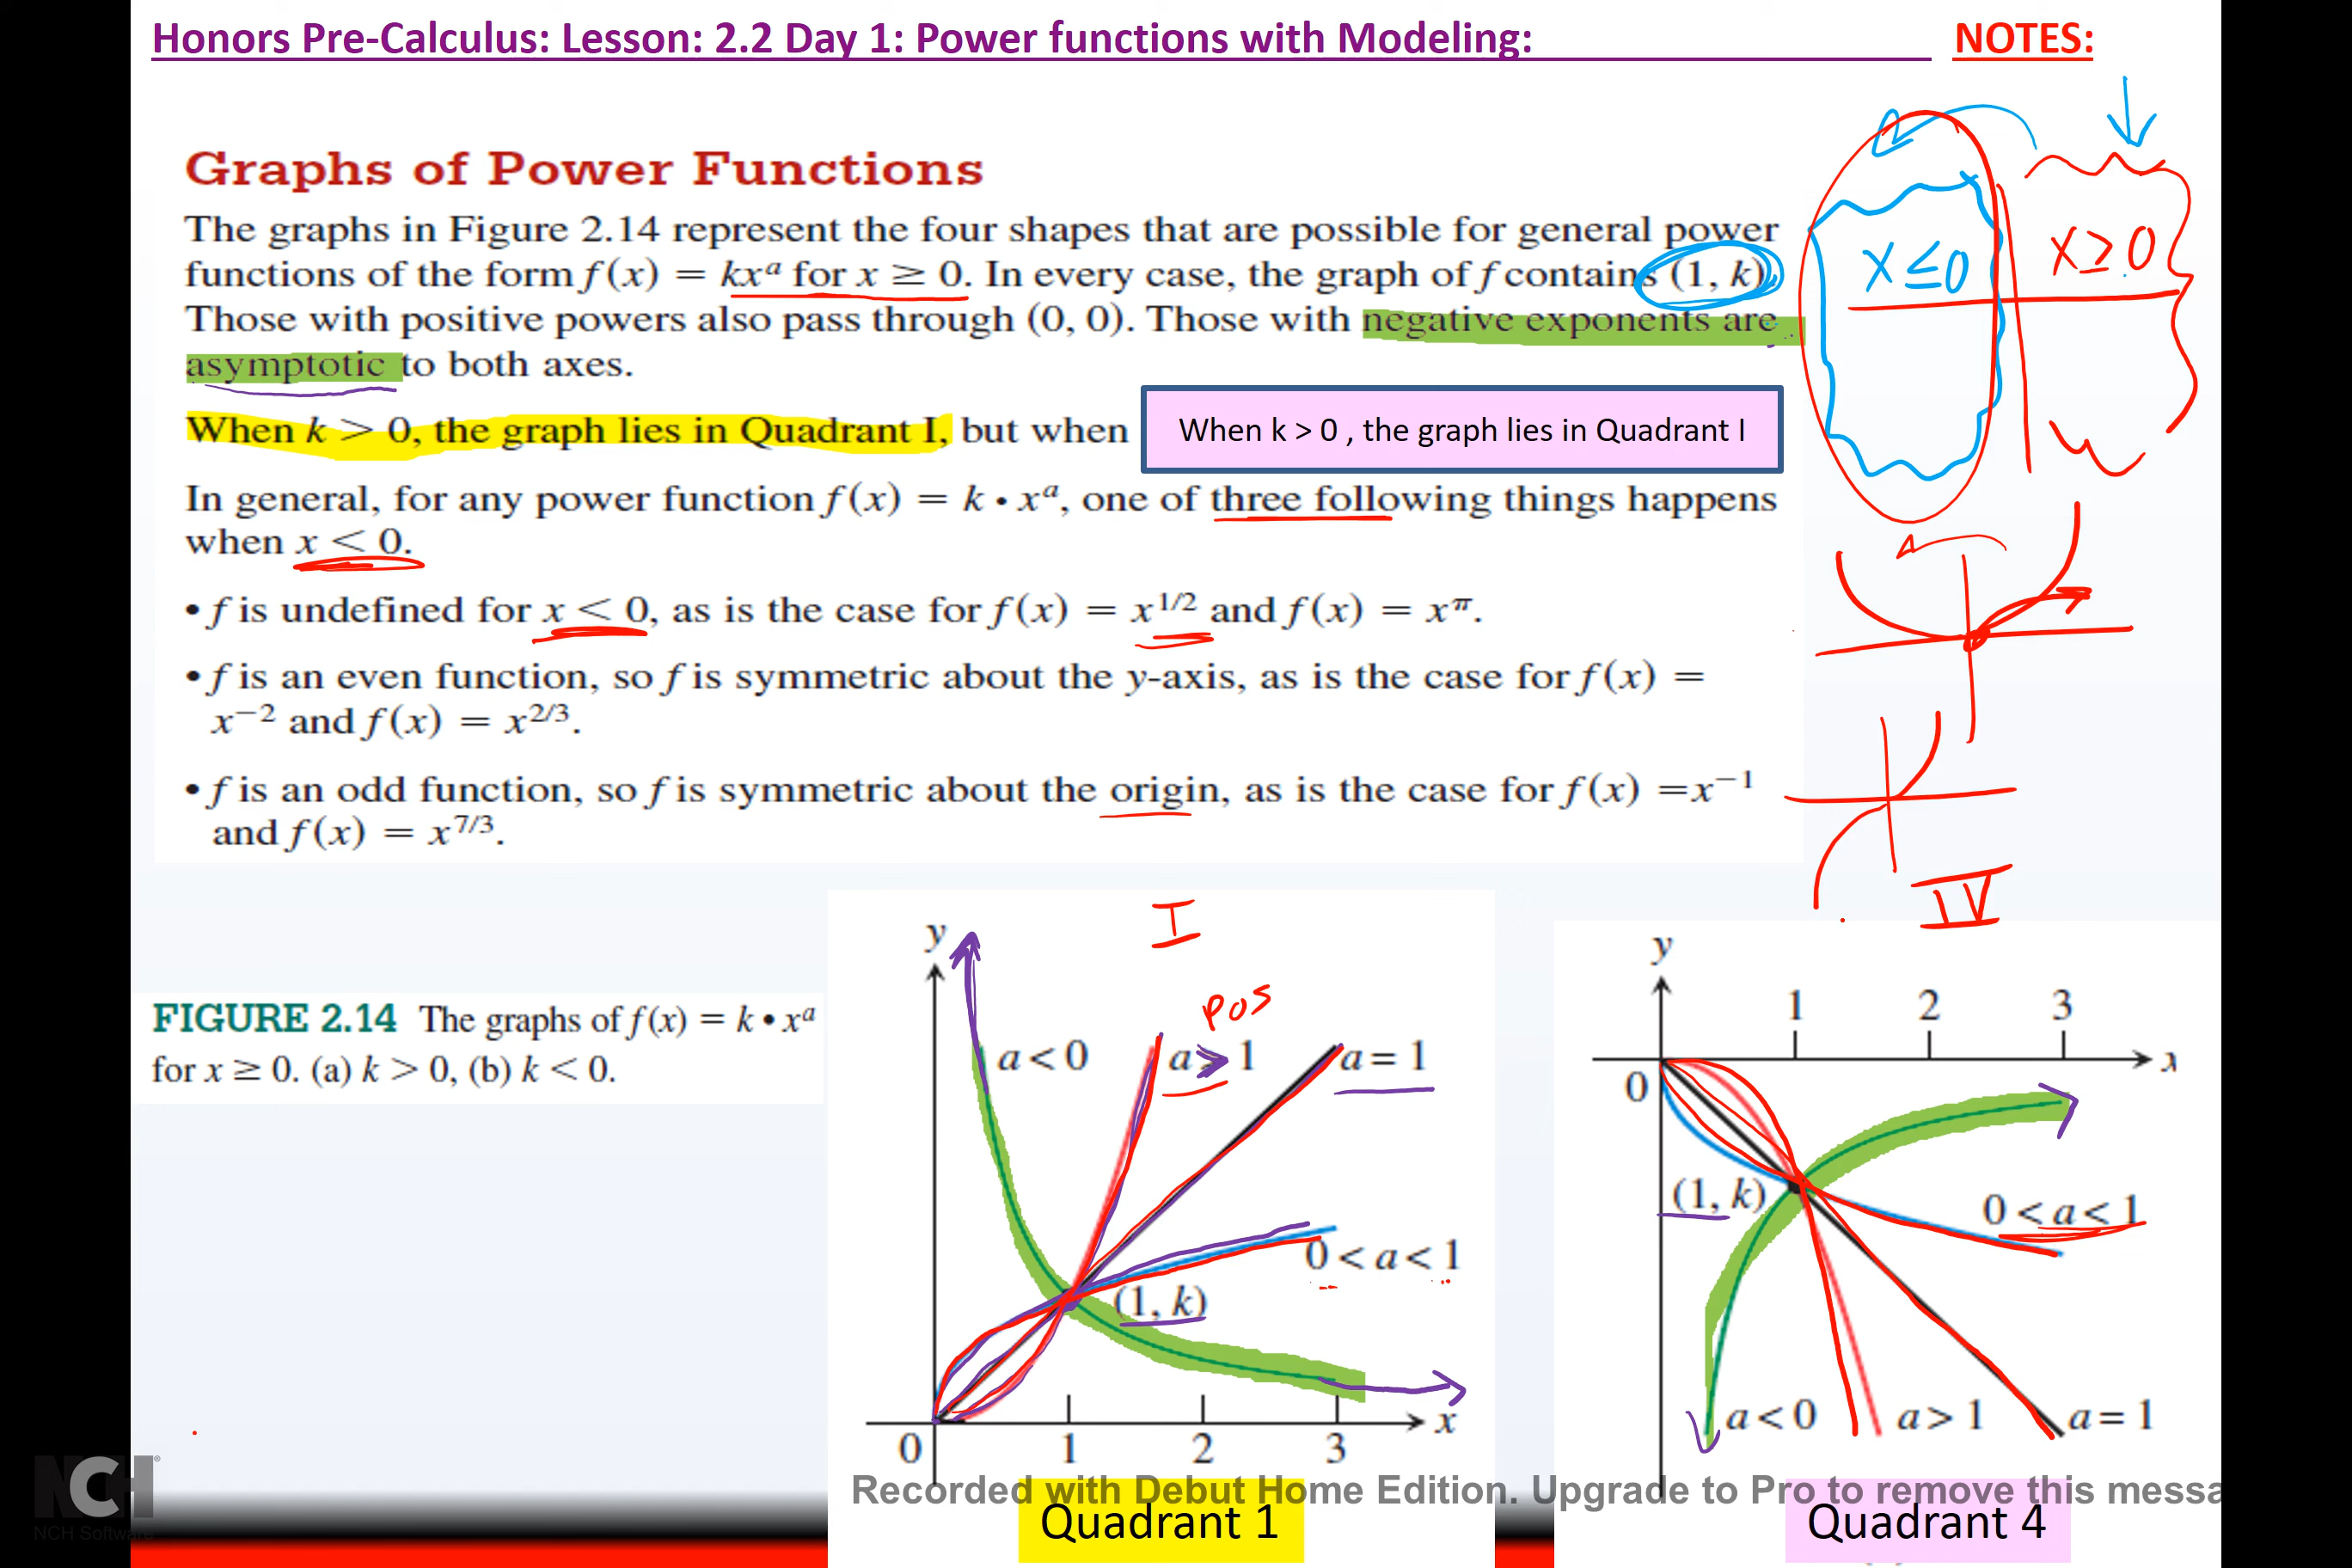 Honors Pre-Calculus: Lesson: 2.2 Day 1: Power functions with Modeling: NOTES:
Graphs of Power Functions
The graphs in Figure 2.14 represent the four shapes that are possible for general power
functions of the form f(x) = kxᵃ for x ≥ 0. In every case, the graph of f contains (1, k).
Those with positive powers also pass through (0, 0). Those with negative exponents are
asymptotic to both axes.
When k > 0, the graph lies in Quadrant I, but when
When k > 0 , the graph lies in Quadrant I
In general, for any power function f(x) = k • xᵃ, one of three following things happens
when x < 0.
• f is undefined for x < 0, as is the case for f(x) = x^1/2 and f(x) = x^π.
• f is an even function, so f is symmetric about the y-axis, as is the case for f(x) =
x⁻² and f(x) = x^2/3.
• f is an odd function, so f is symmetric about the origin, as is the case for f(x) =x⁻¹
and f(x) = x^7/3.
x ≤ 0
x ≥ 0
FIGURE 2.14 The graphs of f(x) = k • xᵃ
for x ≥ 0. (a) k > 0, (b) k < 0.
I
pos
y
a < 0
a > 1
a = 1
0 < a < 1
(1, k)
0 1 2 3 x
Quadrant 1
IV
y
1 2 3
x
0
(1, k)
0 < a < 1
a < 0
a > 1
a = 1
Quadrant 4
Recorded with Debut Home Edition. Upgrade to Pro to remove this messa
NCH
NCH Software